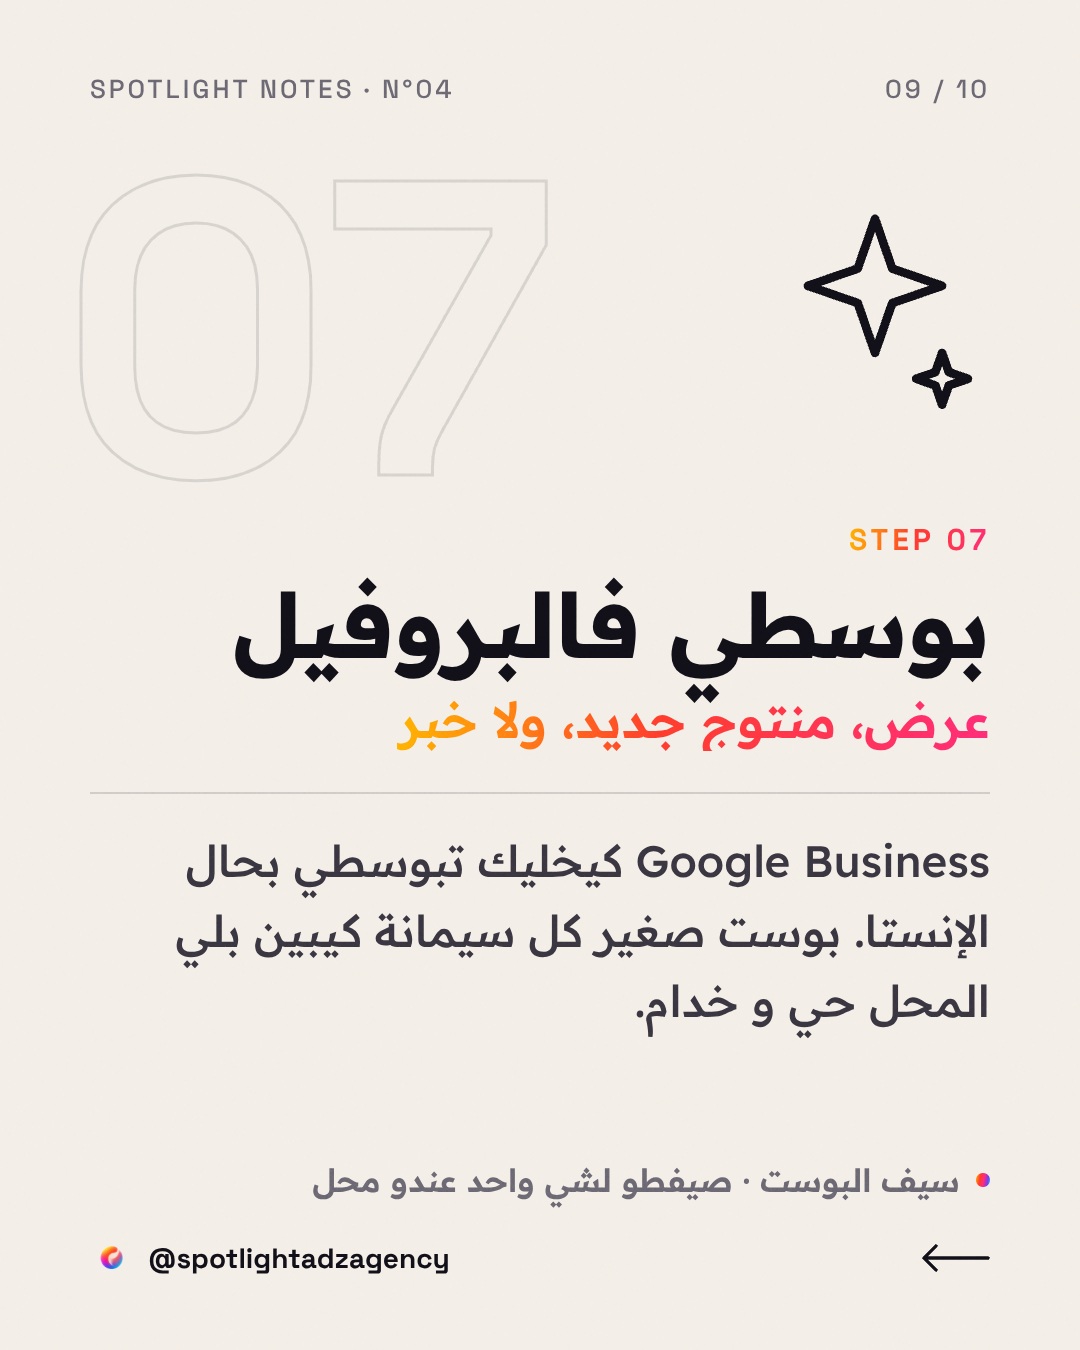 SPOTLIGHT NOTES · N°04
09 / 10
07
STEP 07
بوسطي فالبروفيل
عرض، منتوج جديد، ولا خبر
Google Business كيخليك تبوسطي بحال
الإنستا. بوست صغير كل سيمانة كيبين بلي
المحل حي و خدام.
سيف البوست · صيفطو لشي واحد عندو محل
@spotlightadzagency